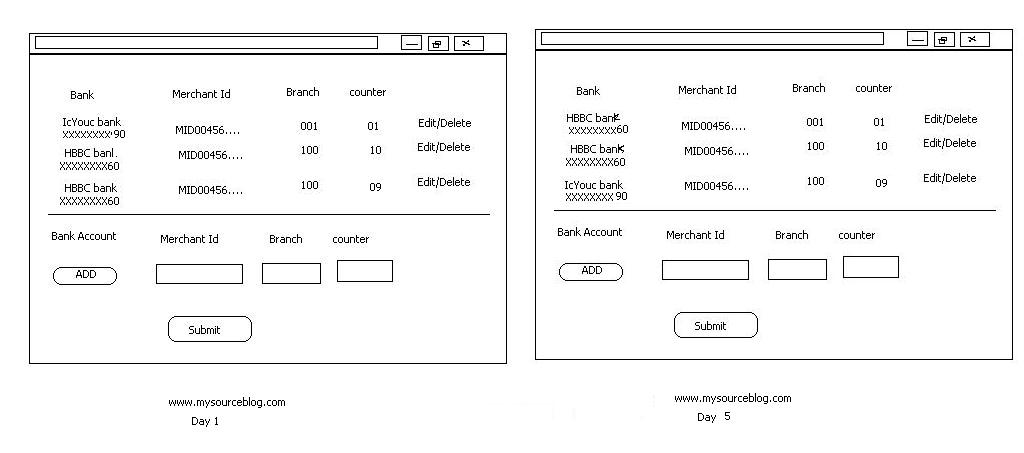 Bank Merchant Id Branch counter
IcYouc bank
XXXXXXXX'90 MID00456.... 001 01 Edit/Delete
HBBC banl.
XXXXXXXX60 MID00456.... 100 10 Edit/Delete
HBBC bank
XXXXXXXX60 MID00456.... 100 09 Edit/Delete
Bank Account Merchant Id Branch counter
ADD
Submit
www.mysourceblog.com
Day 1
Bank Merchant Id Branch counter
HBBC bank
XXXXXXXX60 MID00456.... 001 01 Edit/Delete
HBBC bank
XXXXXXXX60 MID00456.... 100 10 Edit/Delete
IcYouc bank
XXXXXXXX 90 MID00456.... 100 09 Edit/Delete
Bank Account Merchant Id Branch counter
ADD
Submit
www.mysourceblog.com
Day 5